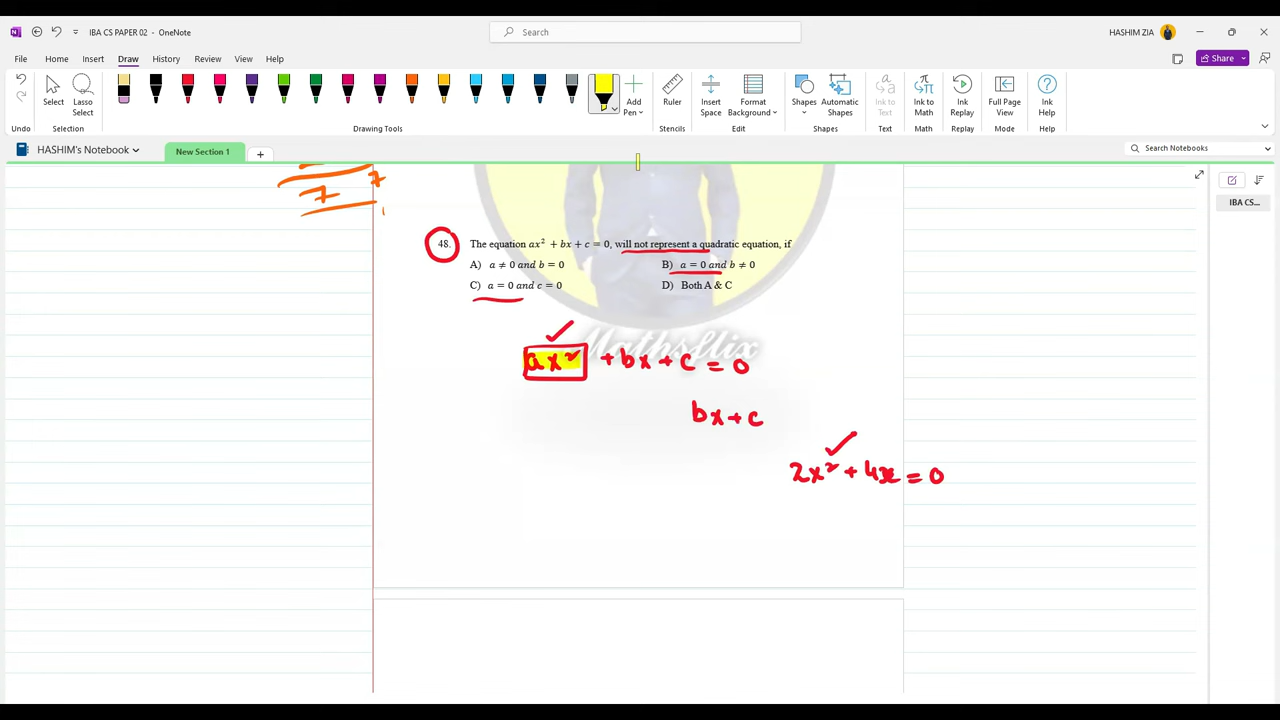 IBA CS PAPER 02 - OneNote
Search
HASHIM ZIA
File Home Insert Draw History Review View Help
Share
Select
Lasso Select
Add Pen
Ruler
Insert Space
Format Background
Shapes
Automatic Shapes
Ink to Text
Ink to Math
Ink Replay
Full Page View
Ink Help
Undo Selection Drawing Tools Stencils Edit Shapes Text Math Replay Mode Help
HASHIM's Notebook
New Section 1
+
Search Notebooks
IBA CS...
7
7
48. The equation ax² + bx + c = 0, will not represent a quadratic equation, if
A) a ≠ 0 and b = 0 B) a = 0 and b ≠ 0
C) a = 0 and c = 0 D) Both A & C
Mathsflix
ax² + bx + c = 0
bx + c
2x² + 4x = 0